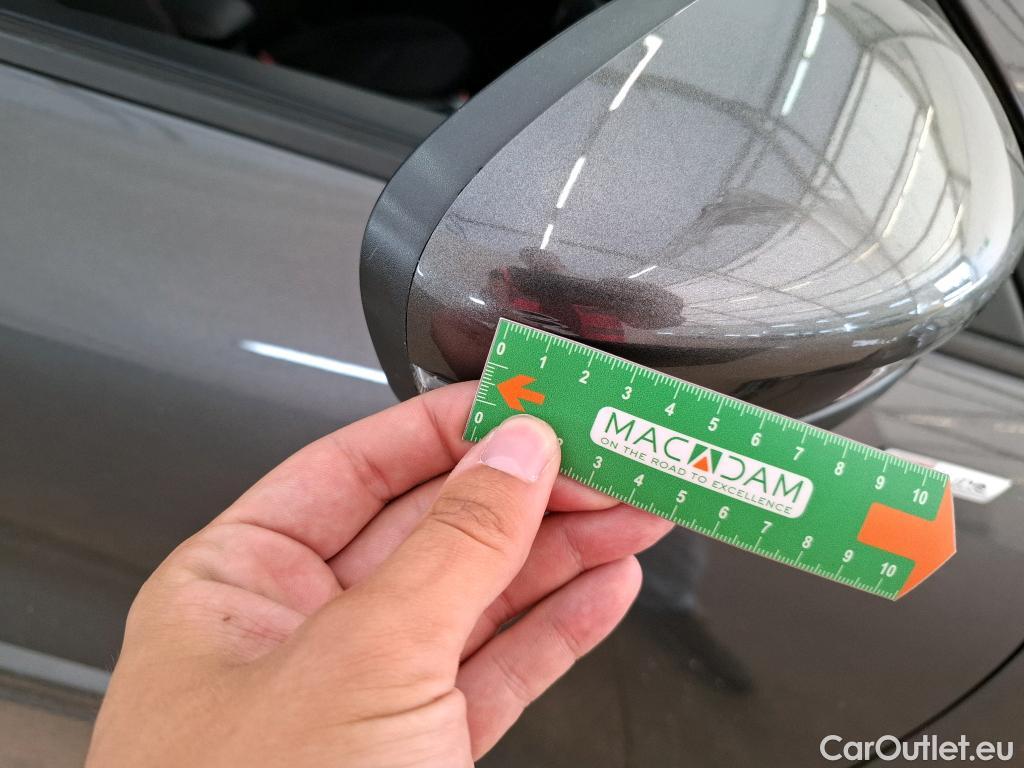 0 1 2 3 4 5 6 7 8 9 10
MACADAM
ON THE ROAD TO EXCELLENCE
0 3 4 5 6 7 8 9 10
CarOutlet.eu